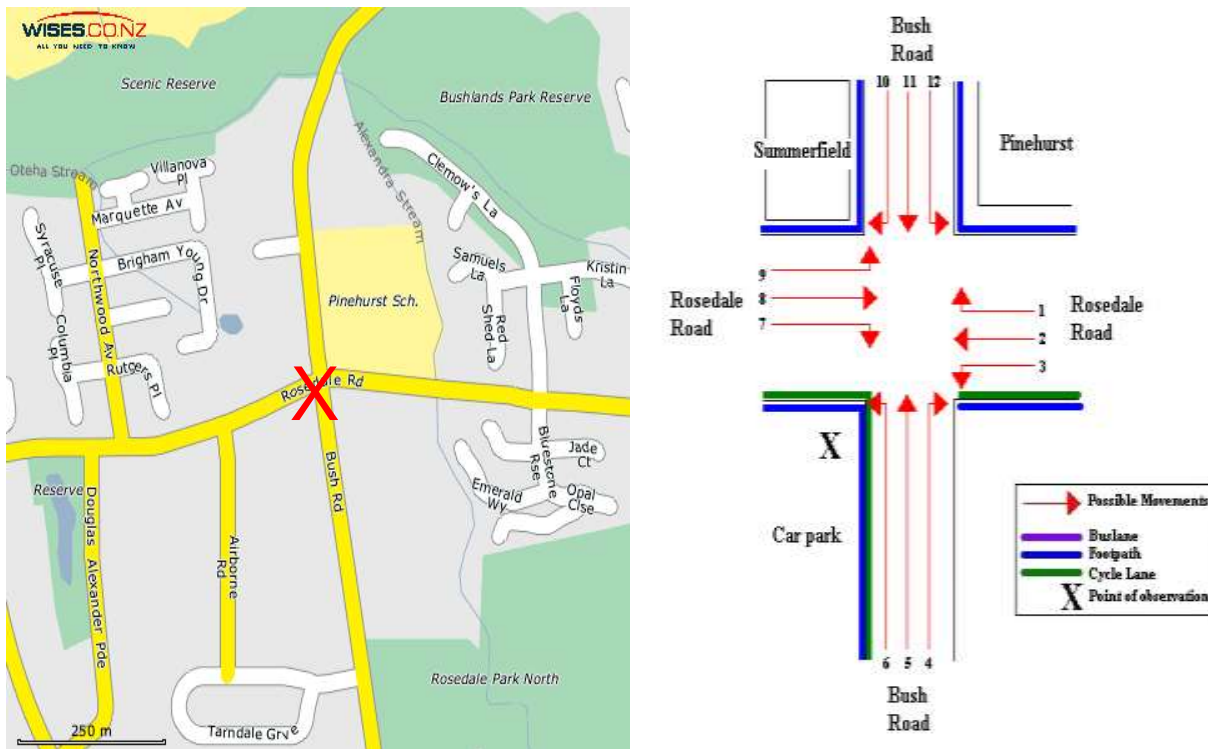 WISES.CO.NZ
ALL YOU NEED TO KNOW
Scenic Reserve
Bushlands Park Reserve
Oteha Stream
Villanova
Pl
Marquette Av
Alexandra Stream
Clemow's La
Syracuse
Pl
Northwood Av
Brigham Young Dr
Samuels
La
Kristin
La
Floyds
La
Red
Shed-La
Pinehurst Sch.
Columbia
Pl
Rutgers Pl
Rosedale Rd
Bush Rd
Bluestone
Rse
Jade
Ct
Emerald
Wy
Opal
Clse
Reserve
Douglas Alexander Pde
Airborne
Rd
Rosedale Park North
Tarndale Grve
250 m
X
Bush
Road
10 11 12
Summerfield
Pinehurst
9
8
7
Rosedale
Road
1
2
3
Rosedale
Road
X
Car park
6 5 4
Bush
Road
Possible Movements
Buslane
Footpath
Cycle Lane
X Point of observation